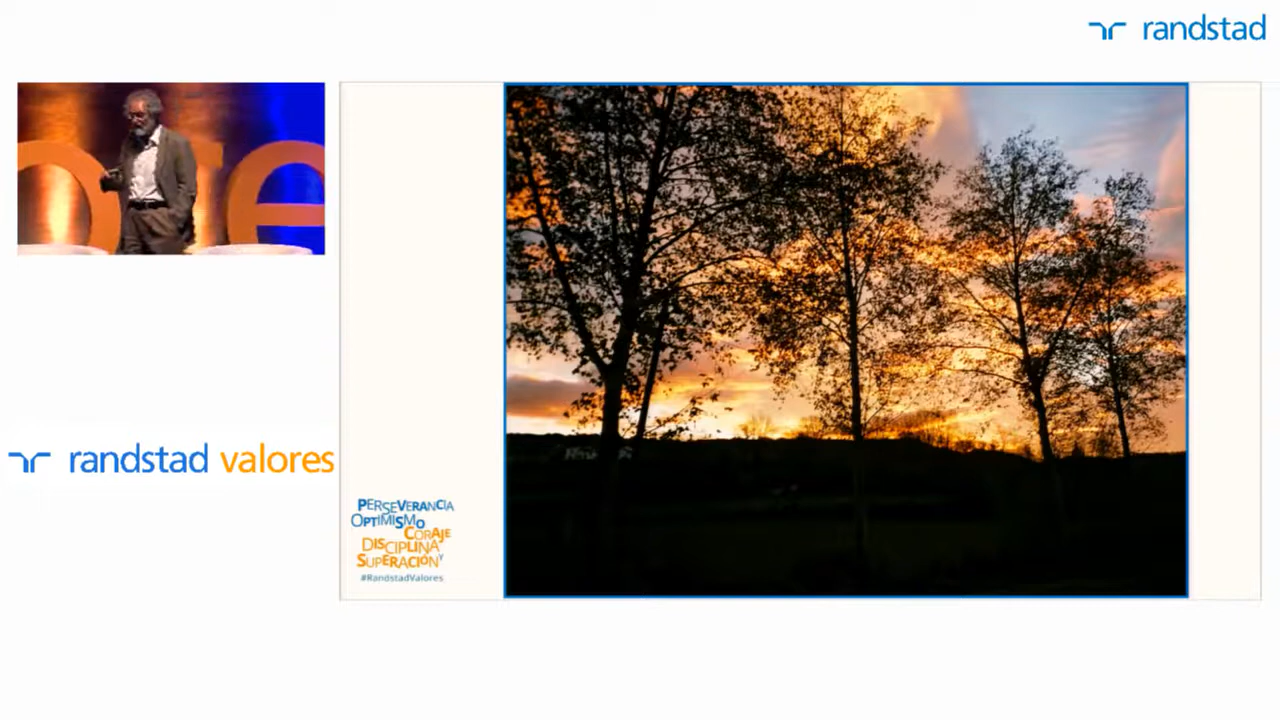 randstad
randstad valores
PERSEVERANCIA
OPTIMISMO
CORAJE
DISCIPLINA
SUPERACIÓN Y
#RandstadValores